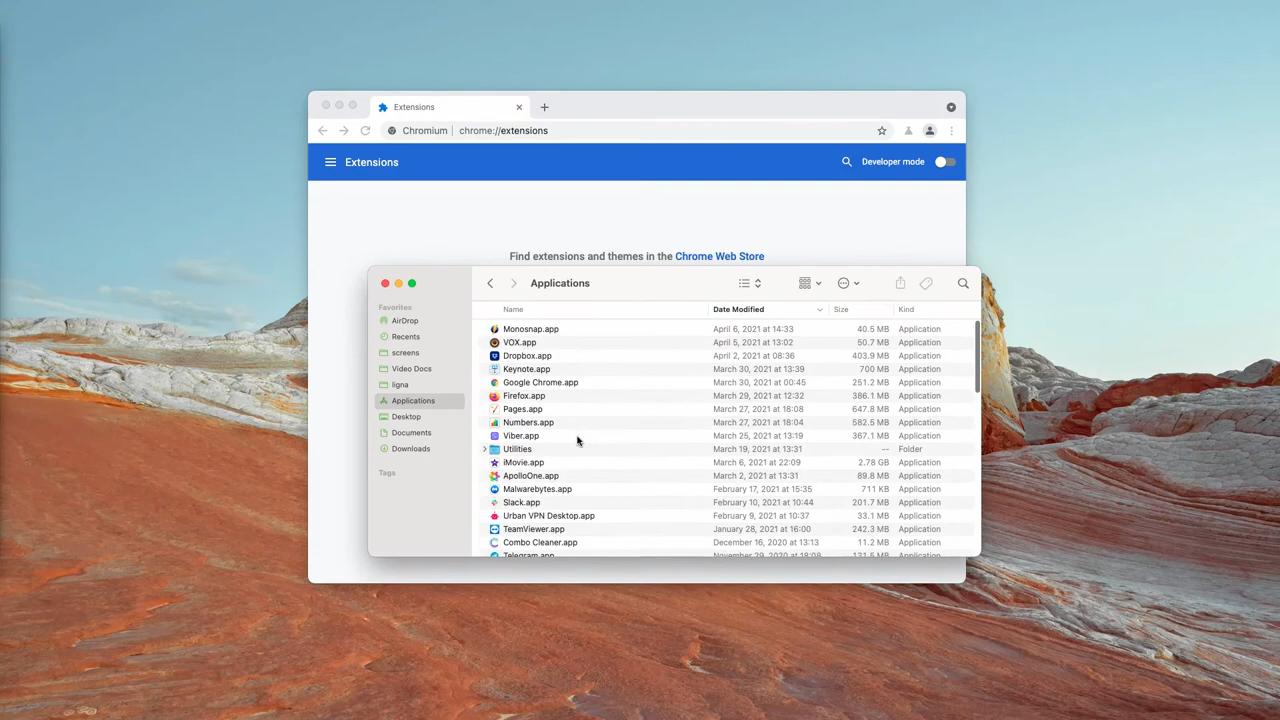 Extensions
Chromium chrome://extensions
Extensions Developer mode
Find extensions and themes in the Chrome Web Store
Applications
Favorites
AirDrop
Recents
screens
Video Docs
ligna
Applications
Desktop
Documents
Downloads
Tags
Name Date Modified Size Kind
Monosnap.app April 6, 2021 at 14:33 40.5 MB Application
VOX.app April 5, 2021 at 13:02 50.7 MB Application
Dropbox.app April 2, 2021 at 08:36 403.9 MB Application
Keynote.app March 30, 2021 at 13:39 700 MB Application
Google Chrome.app March 30, 2021 at 00:45 251.2 MB Application
Firefox.app March 29, 2021 at 12:32 386.1 MB Application
Pages.app March 27, 2021 at 18:08 647.8 MB Application
Numbers.app March 27, 2021 at 18:04 582.5 MB Application
Viber.app March 25, 2021 at 13:19 367.1 MB Application
Utilities March 19, 2021 at 13:31 -- Folder
iMovie.app March 6, 2021 at 22:09 2.78 GB Application
ApolloOne.app March 2, 2021 at 13:31 89.8 MB Application
Malwarebytes.app February 17, 2021 at 15:35 711 KB Application
Slack.app February 10, 2021 at 10:44 201.7 MB Application
Urban VPN Desktop.app February 9, 2021 at 10:37 33.1 MB Application
TeamViewer.app January 28, 2021 at 16:00 242.3 MB Application
Combo Cleaner.app December 16, 2020 at 13:13 11.2 MB Application
Telegram.app November 29, 2020 at 18:08 131.5 MB Application